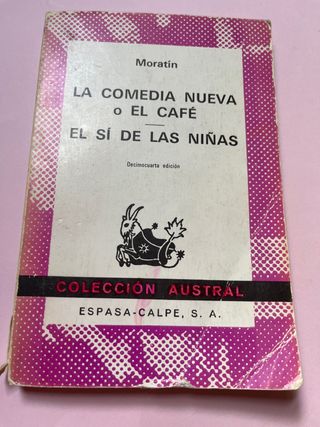 Moratín
LA COMEDIA NUEVA
o EL CAFÉ
EL SÍ DE LAS NIÑAS
Decimocuarta edición
COLECCIÓN AUSTRAL
ESPASA-CALPE, S. A.